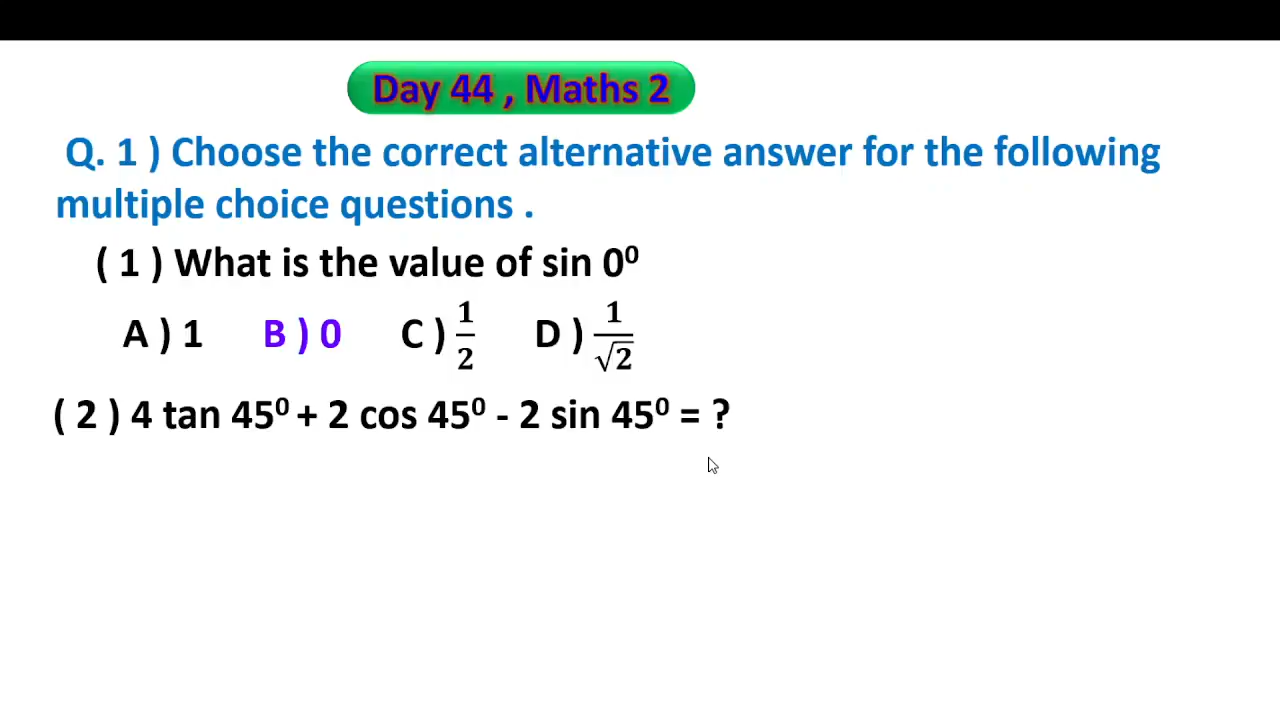 Day 44 , Maths 2
Q. 1 ) Choose the correct alternative answer for the following
multiple choice questions .
( 1 ) What is the value of sin 0⁰
A ) 1 B ) 0 C ) 1/2 D ) 1/√2
( 2 ) 4 tan 45⁰ + 2 cos 45⁰ - 2 sin 45⁰ = ?